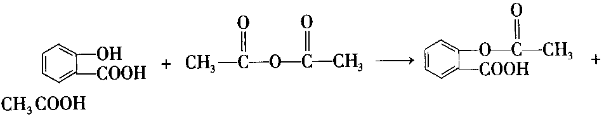 O O O
OH O—C—CH₃
COOH + CH₃—C—O—C—CH₃ ⟶ COOH +
CH₃COOH